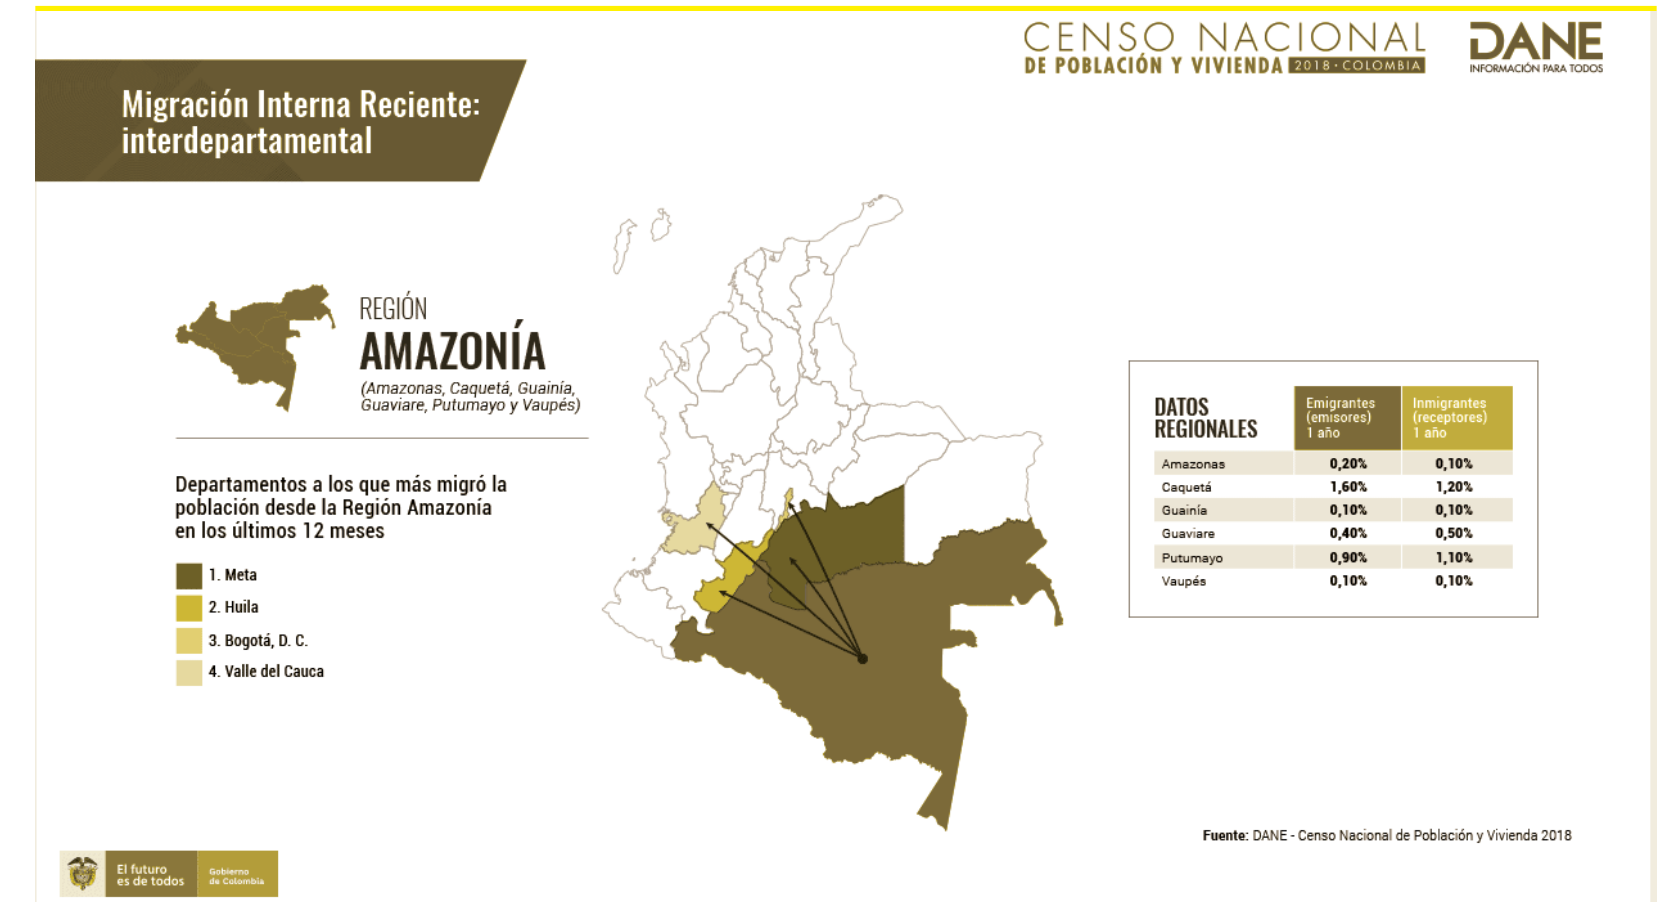 CENSO NACIONAL
DE POBLACIÓN Y VIVIENDA 2018 · COLOMBIA
DANE
INFORMACIÓN PARA TODOS
Migración Interna Reciente:
interdepartamental
REGIÓN
AMAZONÍA
(Amazonas, Caquetá, Guainía,
Guaviare, Putumayo y Vaupés)
Departamentos a los que más migró la
población desde la Región Amazonía
en los últimos 12 meses
1. Meta
2. Huila
3. Bogotá, D. C.
4. Valle del Cauca
DATOS
REGIONALES
Emigrantes
(emisores)
1 año
Inmigrantes
(receptores)
1 año
Amazonas 0,20% 0,10%
Caquetá 1,60% 1,20%
Guainía 0,10% 0,10%
Guaviare 0,40% 0,50%
Putumayo 0,90% 1,10%
Vaupés 0,10% 0,10%
Fuente: DANE - Censo Nacional de Población y Vivienda 2018
El futuro
es de todos
Gobierno
de Colombia